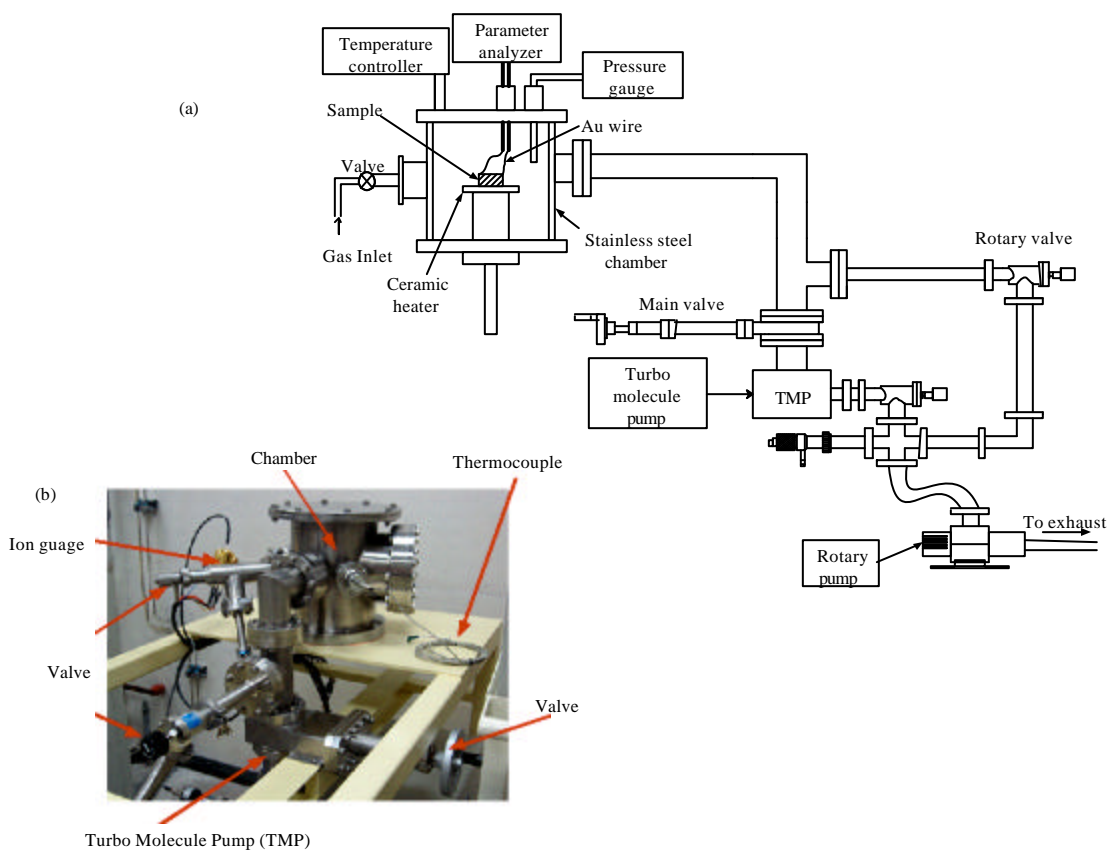 Temperature
controller
Parameter
analyzer
Pressure
gauge
(a)
Sample
Au wire
Valve
Gas Inlet
Stainless steel
chamber
Rotary valve
Ceramic
heater
Main valve
Turbo
molecule
pump
TMP
To exhaust
Rotary
pump
(b)
Chamber
Thermocouple
Ion guage
Valve
Valve
Turbo Molecule Pump (TMP)